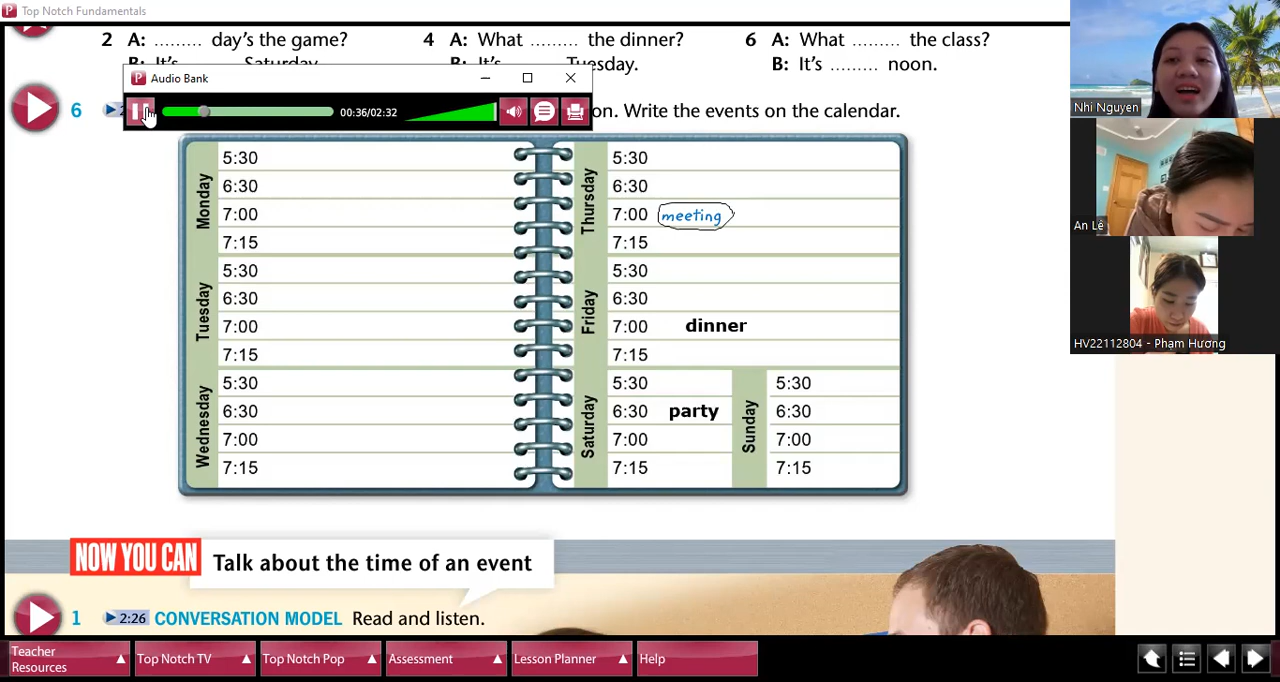 Top Notch Fundamentals
2 A: ......... day's the game?
B: It's ......... Saturday.
4 A: What ......... the dinner?
B: It's ......... Tuesday.
6 A: What ......... the class?
B: It's ......... noon.
Audio Bank
00:36/02:32
6 on. Write the events on the calendar.
Monday
5:30
6:30
7:00
7:15
Tuesday
5:30
6:30
7:00
7:15
Wednesday
5:30
6:30
7:00
7:15
Thursday
5:30
6:30
7:00 meeting
7:15
Friday
5:30
6:30
7:00 dinner
7:15
Saturday
5:30
6:30 party
7:00
7:15
Sunday
5:30
6:30
7:00
7:15
NOW YOU CAN Talk about the time of an event
1 2:26 CONVERSATION MODEL Read and listen.
Teacher Resources
Top Notch TV
Top Notch Pop
Assessment
Lesson Planner
Help
Nhi Nguyen
An Lê
HV22112804 - Phạm Hương